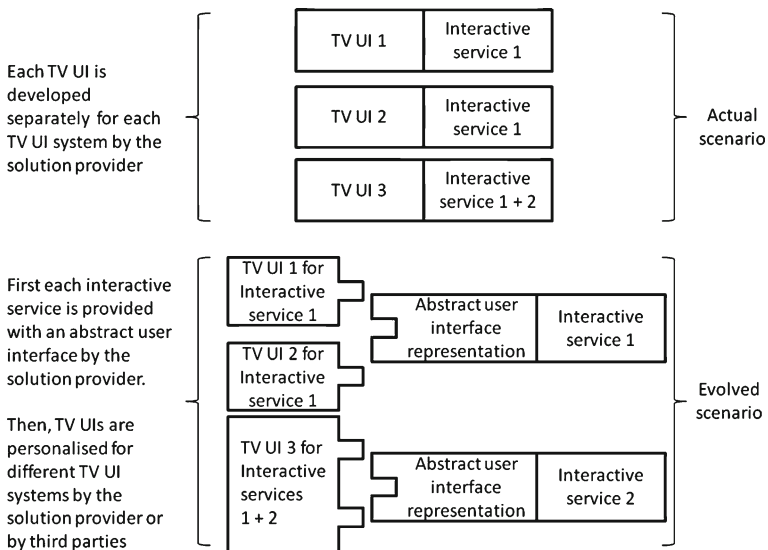 Each TV UI is
developed
separately for each
TV UI system by the
solution provider
TV UI 1
Interactive
service 1
TV UI 2
Interactive
service 1
TV UI 3
Interactive
service 1 + 2
Actual
scenario
First each interactive
service is provided
with an abstract user
interface by the
solution provider.
Then, TV UIs are
personalised for
different TV UI
systems by the
solution provider or
by third parties
TV UI 1 for
Interactive
service 1
TV UI 2 for
Interactive
service 1
TV UI 3 for
Interactive
services
1 + 2
Abstract user
interface
representation
Interactive
service 1
Abstract user
interface
representation
Interactive
service 2
Evolved
scenario